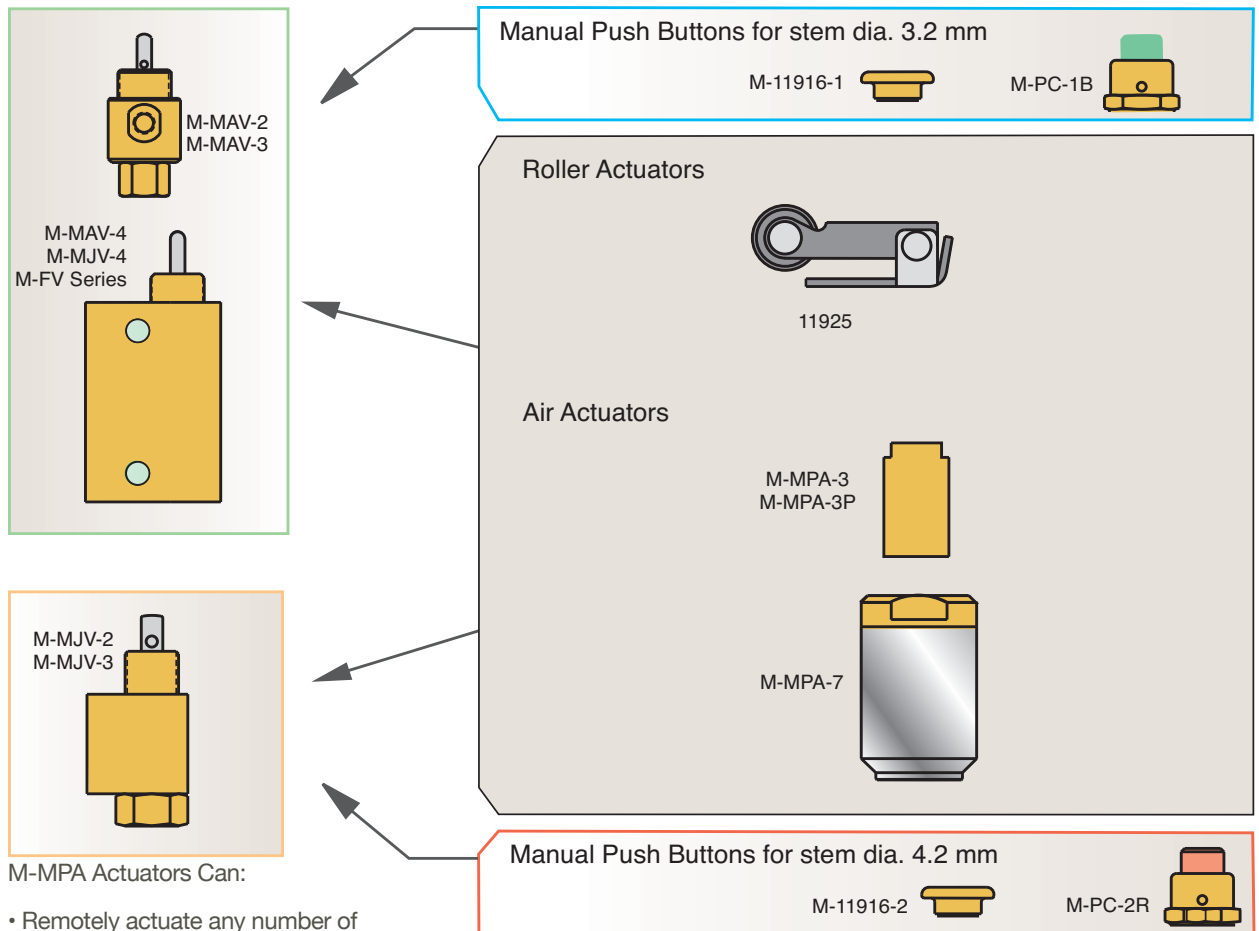 Manual Push Buttons for stem dia. 3.2 mm
M-11916-1
M-PC-1B
M-MAV-2
M-MAV-3
M-MAV-4
M-MJV-4
M-FV Series
Roller Actuators
11925
Air Actuators
M-MPA-3
M-MPA-3P
M-MPA-7
M-MJV-2
M-MJV-3
Manual Push Buttons for stem dia. 4.2 mm
M-11916-2
M-PC-2R
M-MPA Actuators Can:
• Remotely actuate any number of